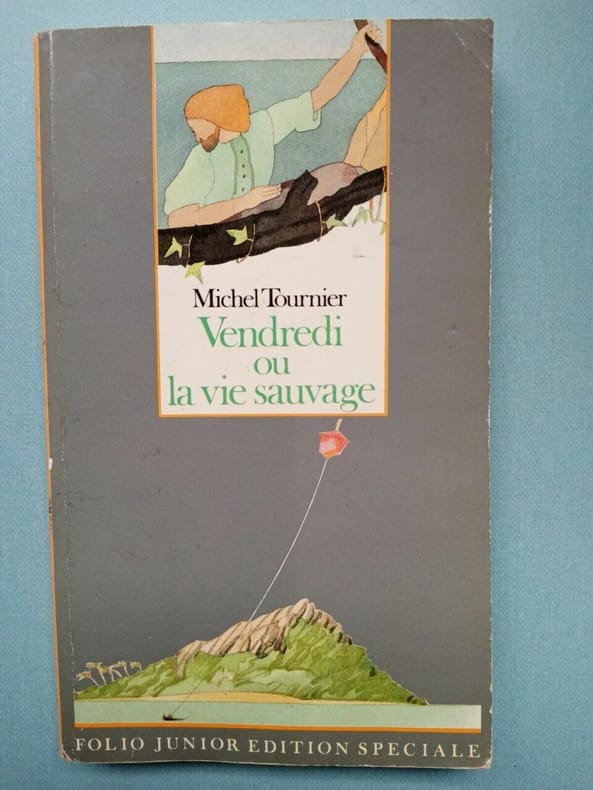 Michel Tournier
Vendredi
ou
la vie sauvage
FOLIO JUNIOR EDITION SPECIALE